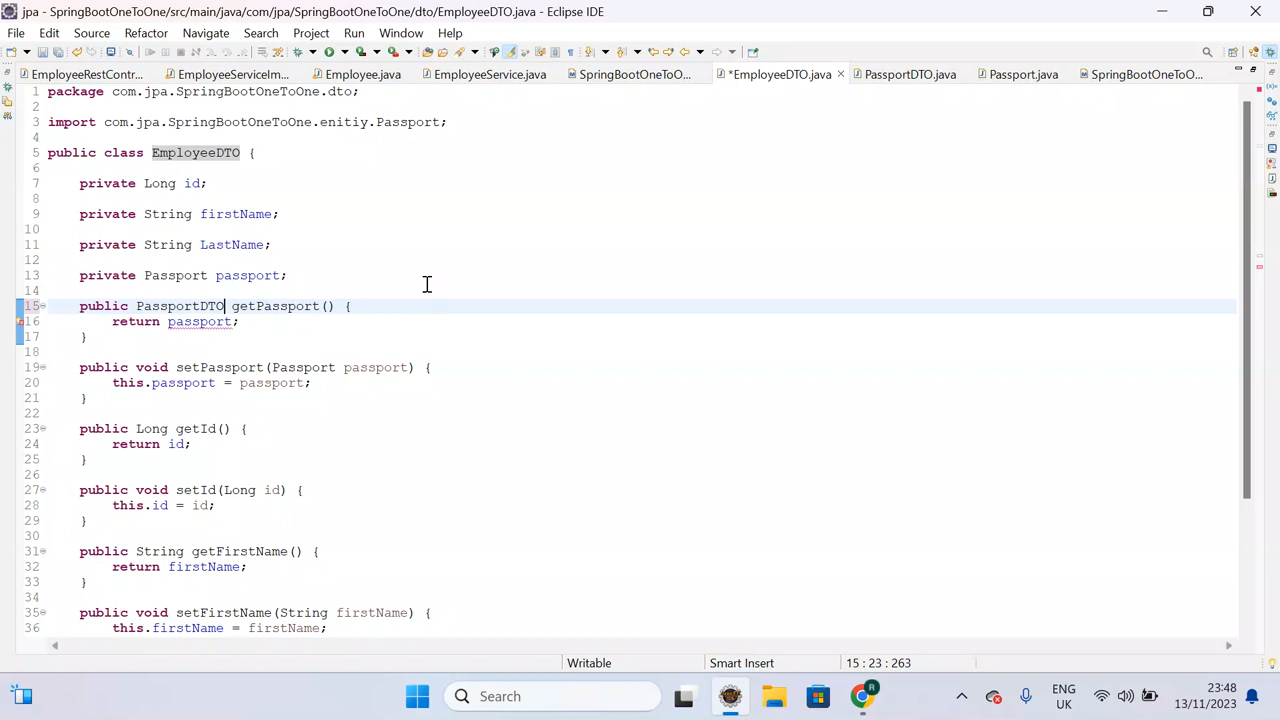 jpa - SpringBootOneToOne/src/main/java/com/jpa/SpringBootOneToOne/dto/EmployeeDTO.java - Eclipse IDE
File Edit Source Refactor Navigate Search Project Run Window Help
EmployeeRestContr... EmployeeServiceIm... Employee.java EmployeeService.java SpringBootOneToO... *EmployeeDTO.java PassportDTO.java Passport.java SpringBootOneToO...
1 package com.jpa.SpringBootOneToOne.dto;
2
3 import com.jpa.SpringBootOneToOne.enitiy.Passport;
4
5 public class EmployeeDTO {
6
7 private Long id;
8
9 private String firstName;
10
11 private String LastName;
12
13 private Passport passport;
14
15 public PassportDTO getPassport() {
16 return passport;
17 }
18
19 public void setPassport(Passport passport) {
20 this.passport = passport;
21 }
22
23 public Long getId() {
24 return id;
25 }
26
27 public void setId(Long id) {
28 this.id = id;
29 }
30
31 public String getFirstName() {
32 return firstName;
33 }
34
35 public void setFirstName(String firstName) {
36 this.firstName = firstName;
Writable Smart Insert 15 : 23 : 263
Search R ENG 23:48
UK 13/11/2023